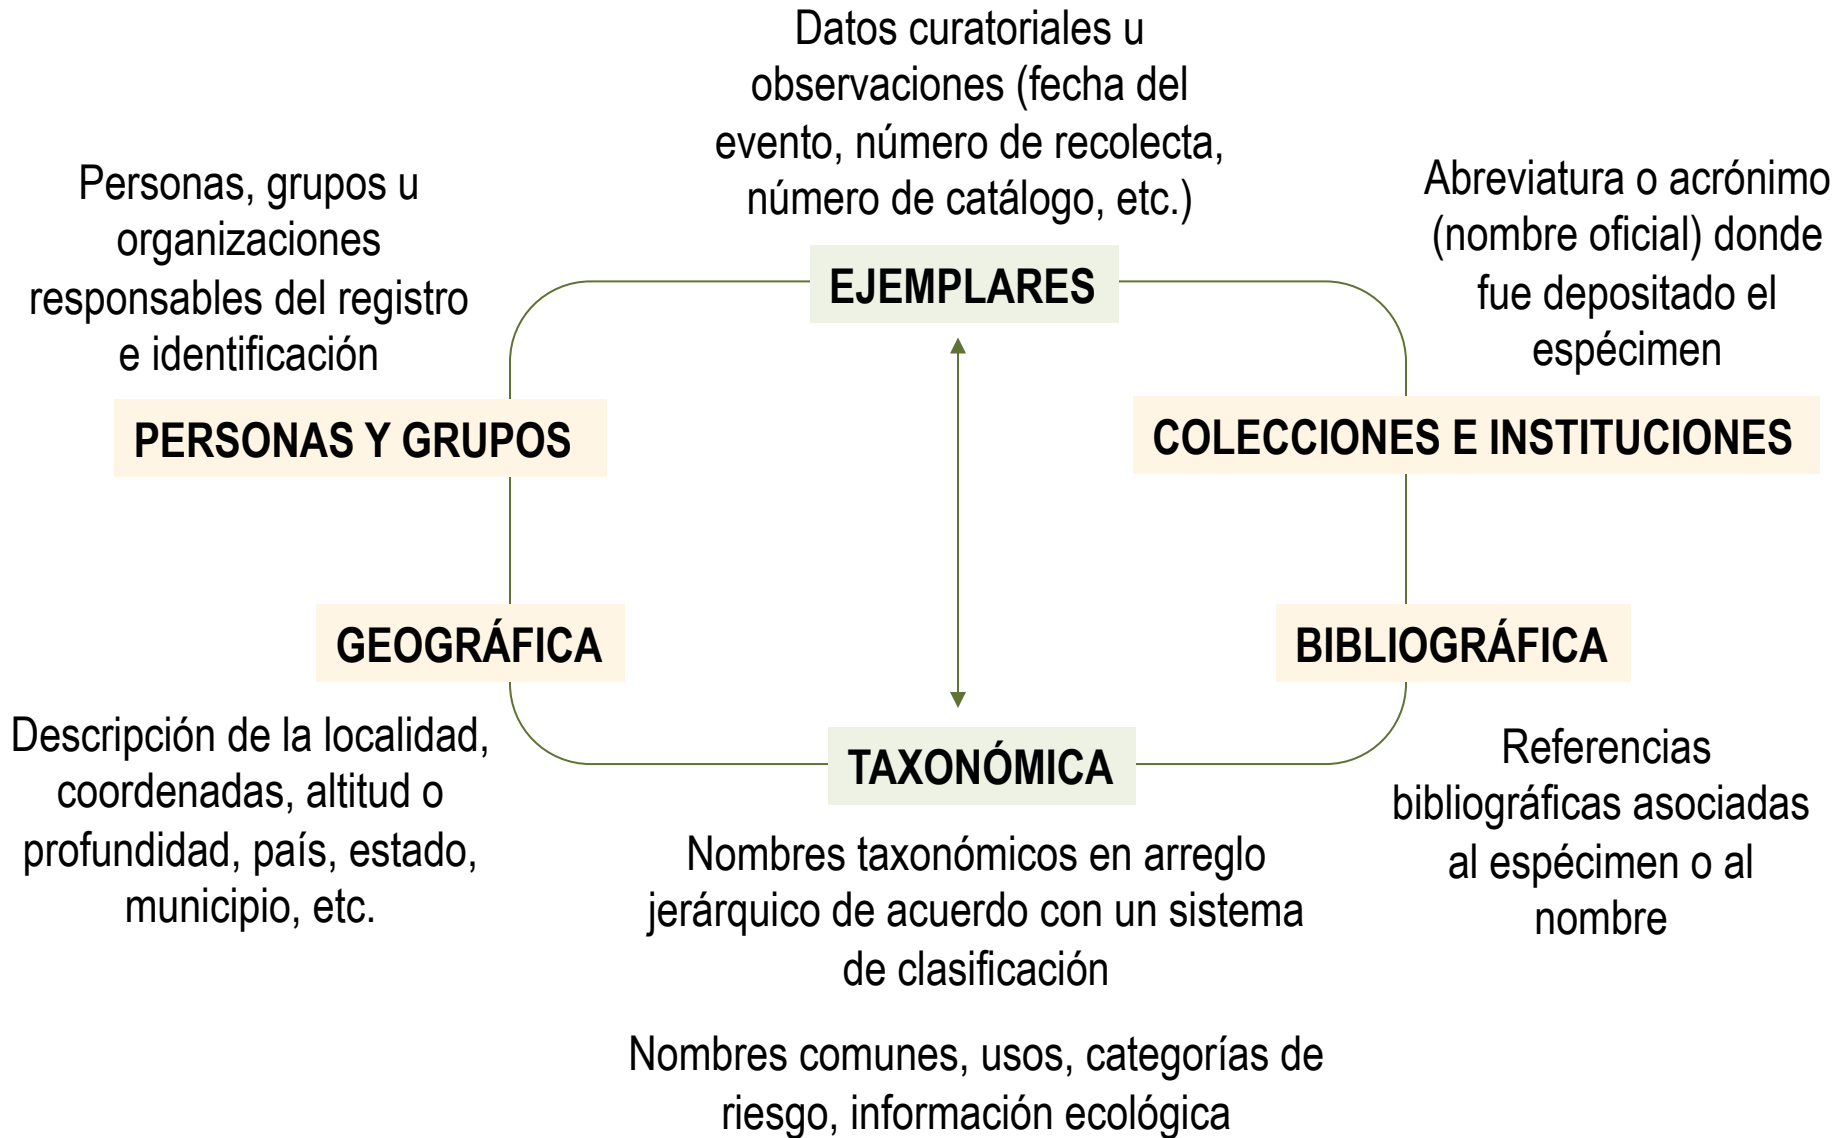 Datos curatoriales u
observaciones (fecha del
evento, número de recolecta,
número de catálogo, etc.)
EJEMPLARES
Personas, grupos u
organizaciones
responsables del registro
e identificación
PERSONAS Y GRUPOS
Abreviatura o acrónimo
(nombre oficial) donde
fue depositado el
espécimen
COLECCIONES E INSTITUCIONES
GEOGRÁFICA
Descripción de la localidad,
coordenadas, altitud o
profundidad, país, estado,
municipio, etc.
BIBLIOGRÁFICA
Referencias
bibliográficas asociadas
al espécimen o al
nombre
TAXONÓMICA
Nombres taxonómicos en arreglo
jerárquico de acuerdo con un sistema
de clasificación
Nombres comunes, usos, categorías de
riesgo, información ecológica